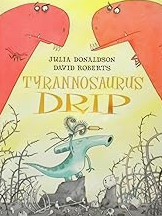 JULIA DONALDSON
DAVID ROBERTS
TYRANNOSAURUS
DRIP